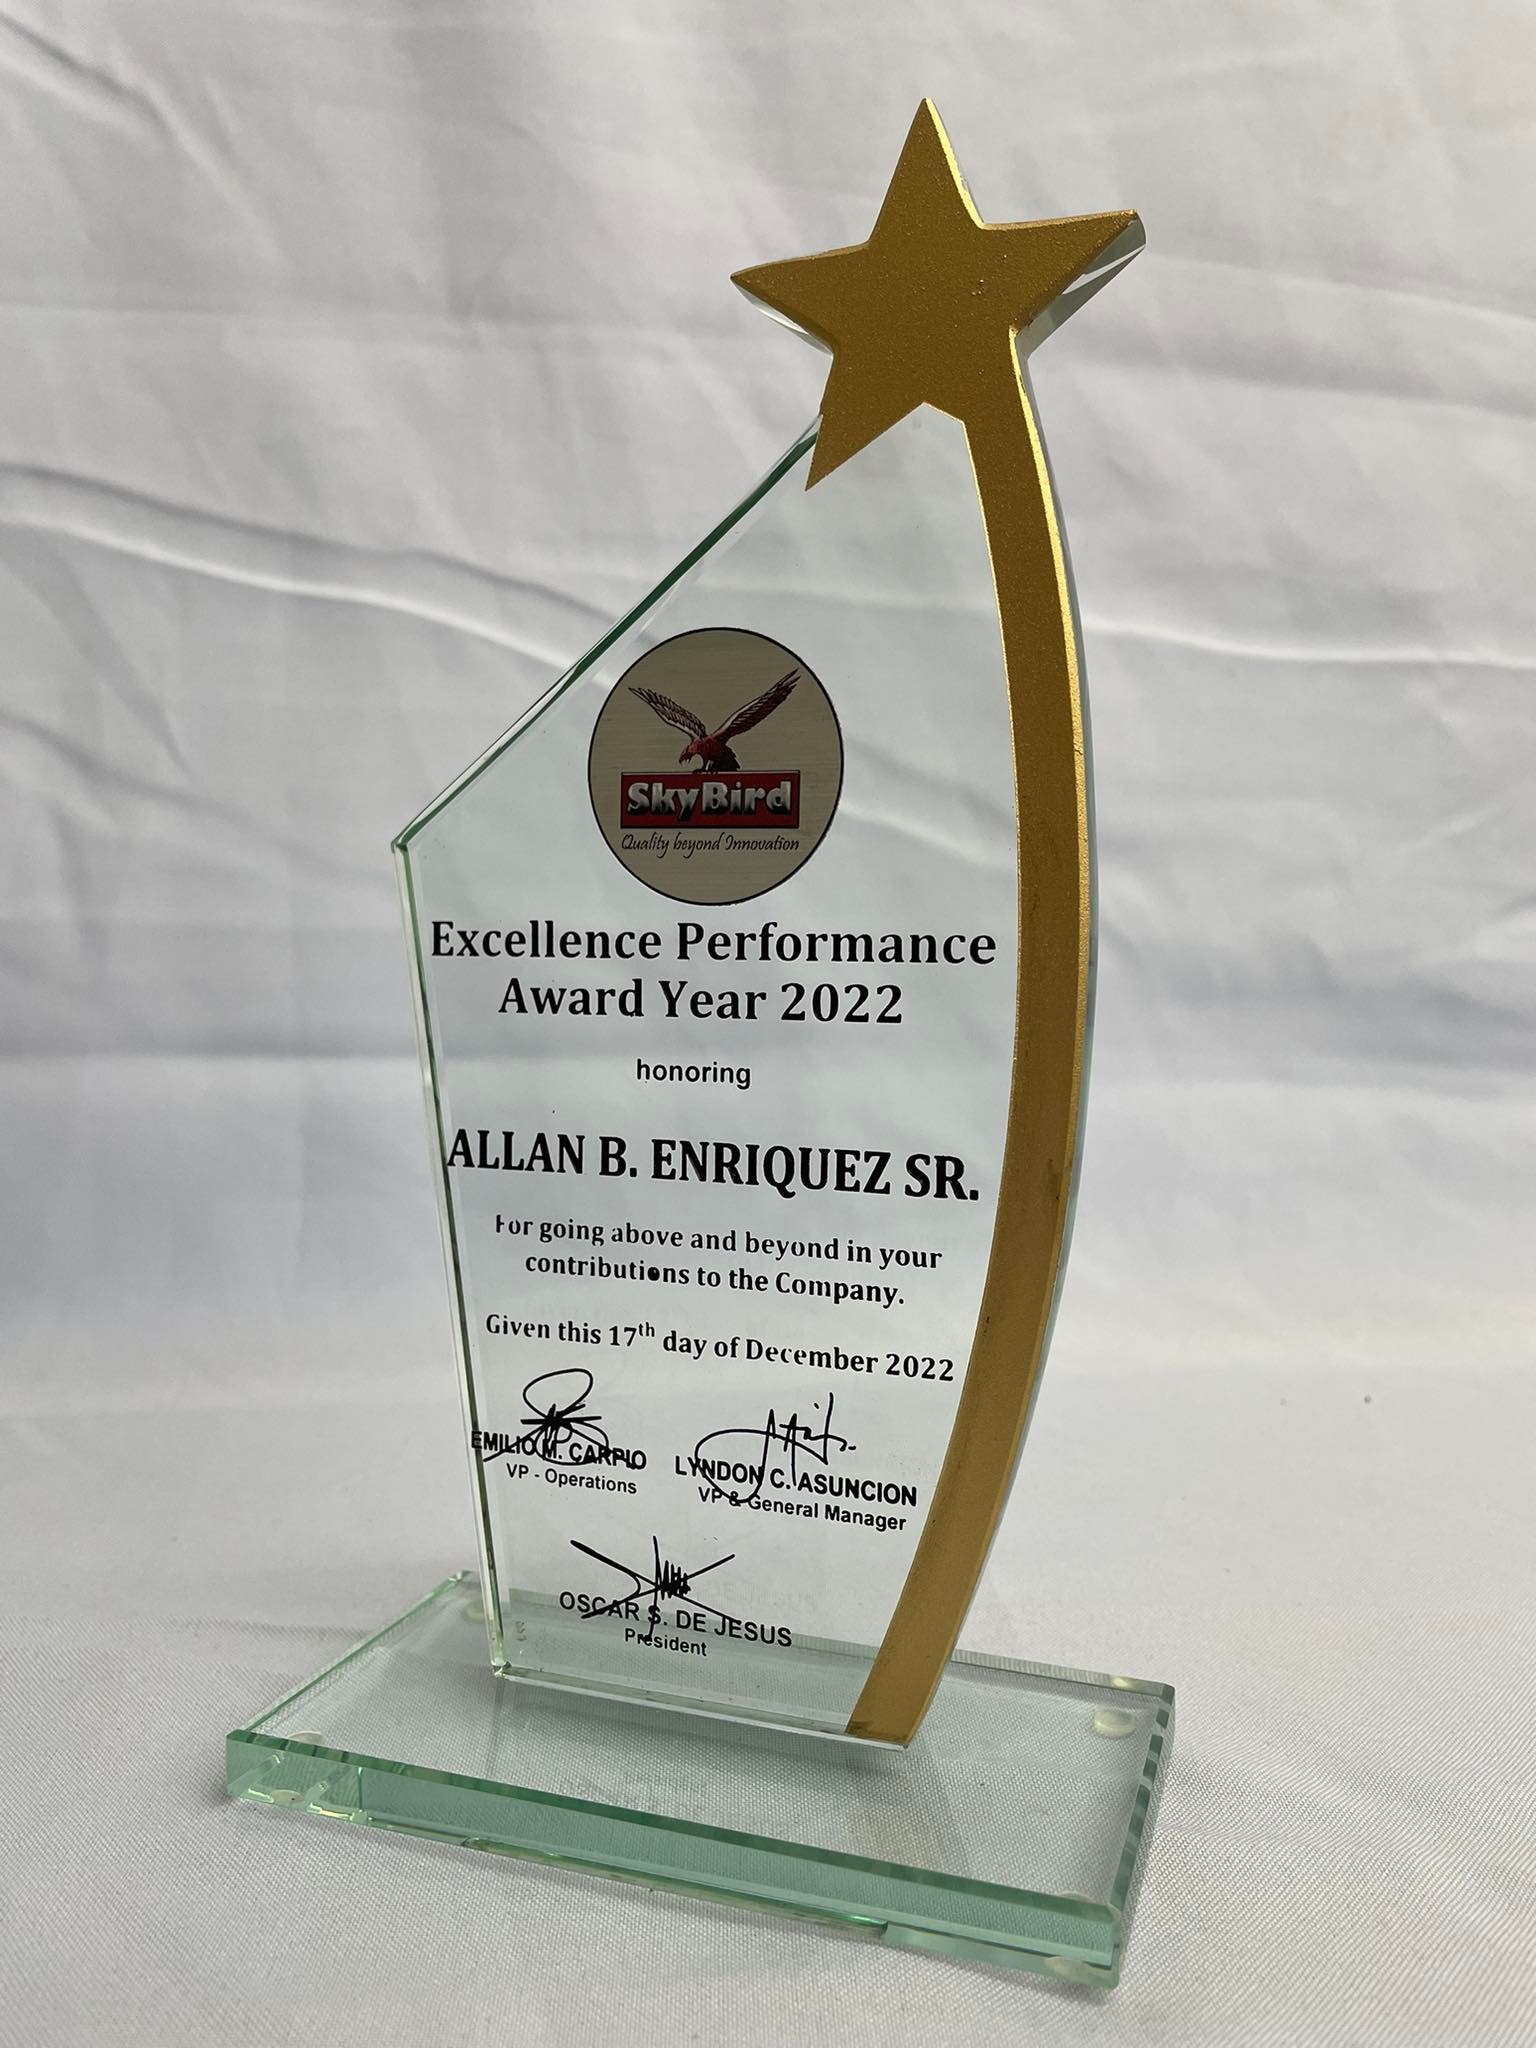 SkyBird
Quality beyond Innovation
Excellence Performance
Award Year 2022
honoring
ALLAN B. ENRIQUEZ SR.
For going above and beyond in your
contributions to the Company.
Given this 17th day of December 2022
EMILIO M. CARPIO
VP - Operations
LYNDON C. ASUNCION
VP & General Manager
OSCAR S. DE JESUS
President